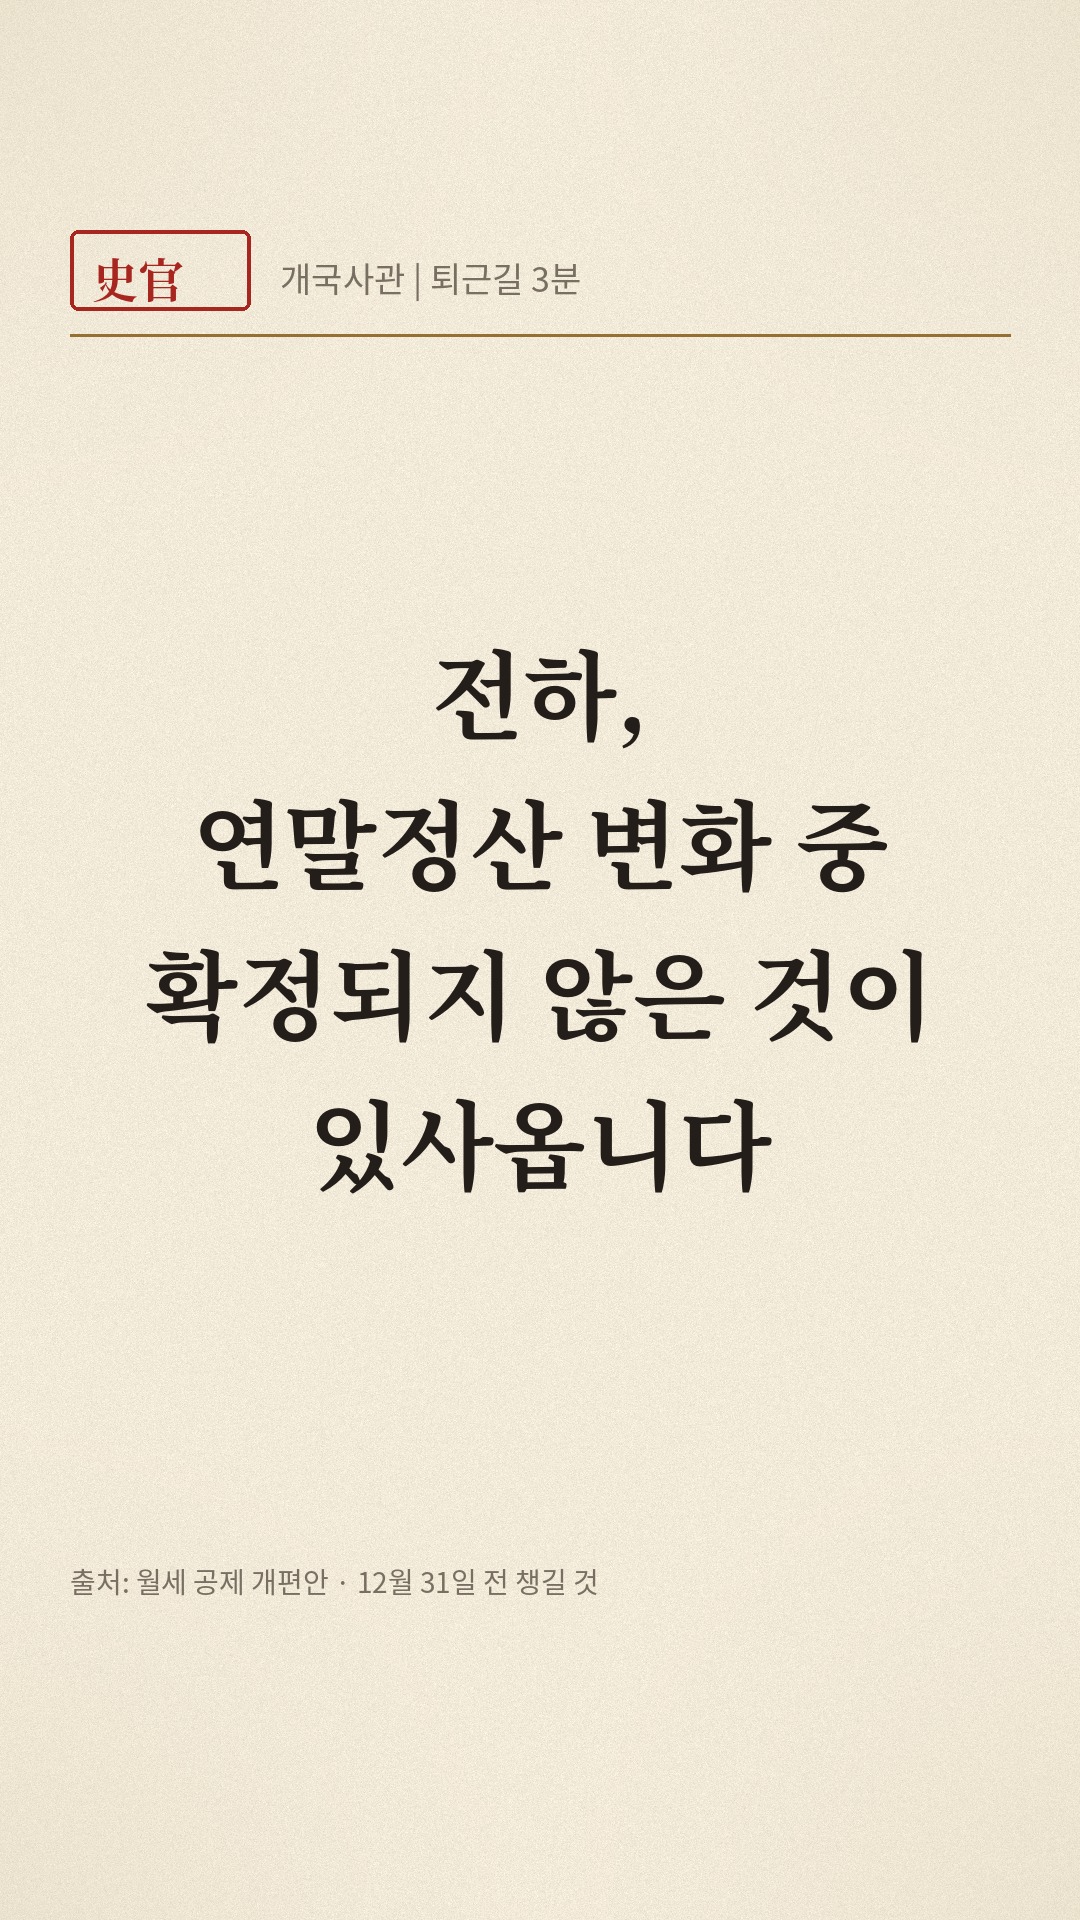 史官
개국사관 | 퇴근길 3분
전하,
연말정산 변화 중
확정되지 않은 것이
있사옵니다
출처: 월세 공제 개편안 · 12월 31일 전 챙길 것